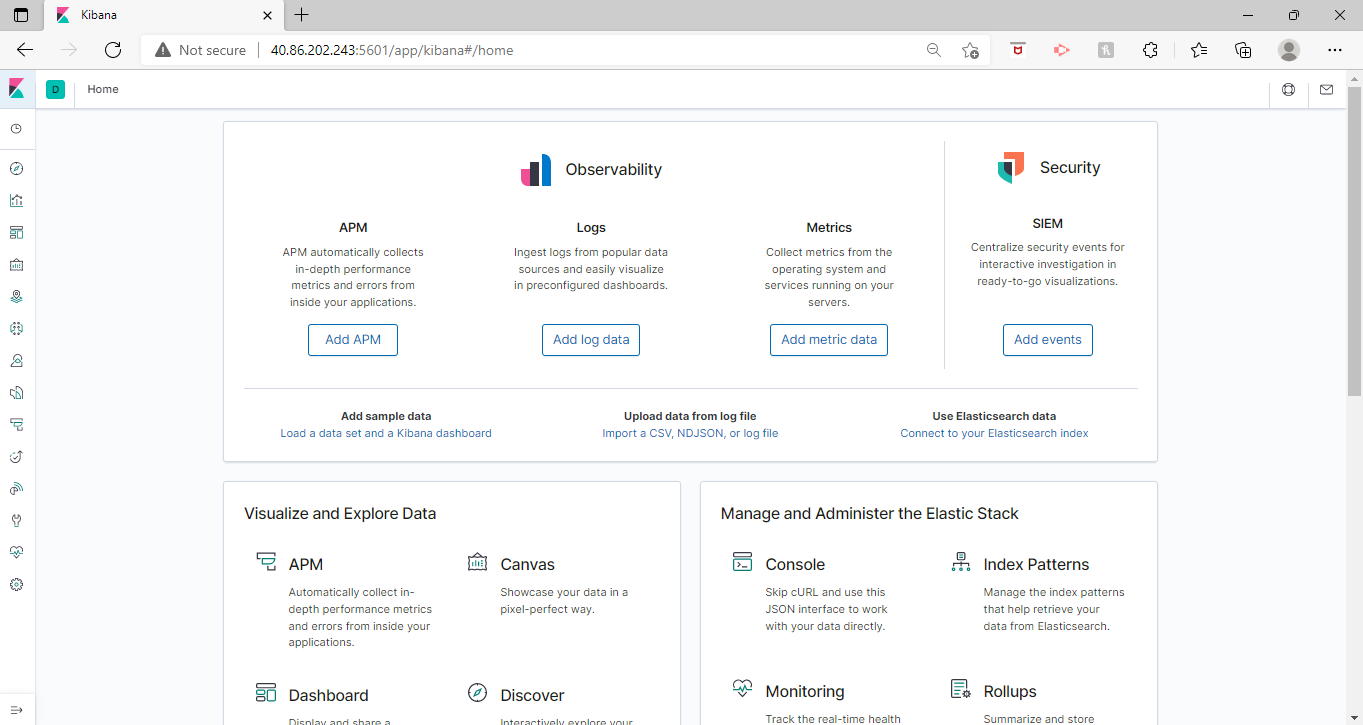 Kibana
Not secure
40.86.202.243:5601/app/kibana#/home
D
Home
Observability
Security
APM
APM automatically collects
in-depth performance
metrics and errors from
inside your applications.
Add APM
Logs
Ingest logs from popular data
sources and easily visualize
in preconfigured dashboards.
Add log data
Metrics
Collect metrics from the
operating system and
services running on your
servers.
Add metric data
SIEM
Centralize security events for
interactive investigation in
ready-to-go visualizations.
Add events
Add sample data
Load a data set and a Kibana dashboard
Upload data from log file
Import a CSV, NDJSON, or log file
Use Elasticsearch data
Connect to your Elasticsearch index
Visualize and Explore Data
APM
Automatically collect in-
depth performance metrics
and errors from inside your
applications.
Canvas
Showcase your data in a
pixel-perfect way.
Dashboard
Display and share a
Discover
Interactively explore your
Manage and Administer the Elastic Stack
Console
Skip cURL and use this
JSON interface to work
with your data directly.
Index Patterns
Manage the index patterns
that help retrieve your
data from Elasticsearch.
Monitoring
Track the real-time health
Rollups
Summarize and store